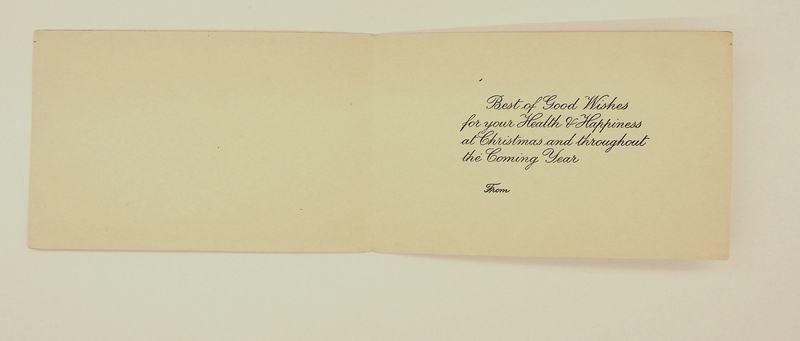 Best of Good Wishes
for your Health & Happiness
at Christmas and throughout
the Coming Year
From